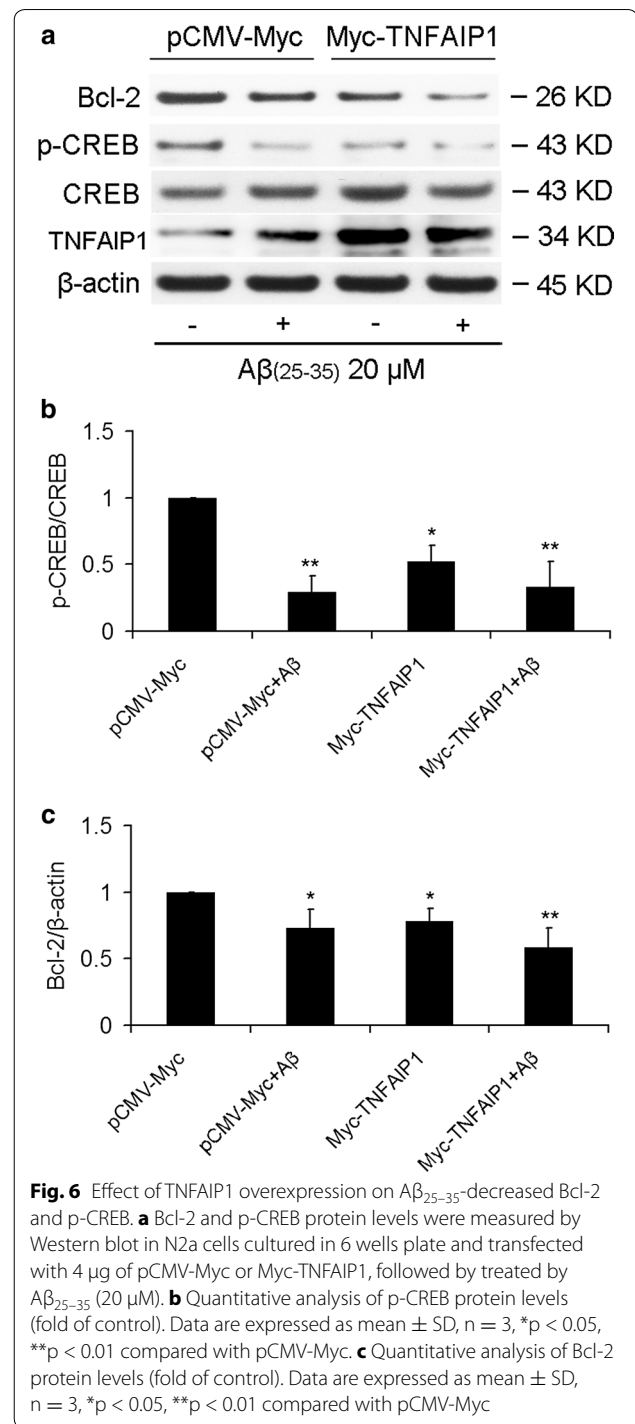 a
pCMV-Myc Myc-TNFAIP1
Bcl-2 – 26 KD
p-CREB – 43 KD
CREB – 43 KD
TNFAIP1 – 34 KD
β-actin – 45 KD
- + - +
Aβ(25-35) 20 µM
b
1.5
1
0.5
0
p-CREB/CREB
** * **
pCMV-Myc
pCMV-Myc+Aβ
Myc-TNFAIP1
Myc-TNFAIP1+Aβ
c
1.5
1
0.5
0
Bcl-2/β-actin
* * **
pCMV-Myc
pCMV-Myc+Aβ
Myc-TNFAIP1
Myc-TNFAIP1+Aβ
Fig. 6 Effect of TNFAIP1 overexpression on Aβ25–35-decreased Bcl-2
and p-CREB. a Bcl-2 and p-CREB protein levels were measured by
Western blot in N2a cells cultured in 6 wells plate and transfected
with 4 µg of pCMV-Myc or Myc-TNFAIP1, followed by treated by
Aβ25–35 (20 µM). b Quantitative analysis of p-CREB protein levels
(fold of control). Data are expressed as mean ± SD, n = 3, *p < 0.05,
**p < 0.01 compared with pCMV-Myc. c Quantitative analysis of Bcl-2
protein levels (fold of control). Data are expressed as mean ± SD,
n = 3, *p < 0.05, **p < 0.01 compared with pCMV-Myc